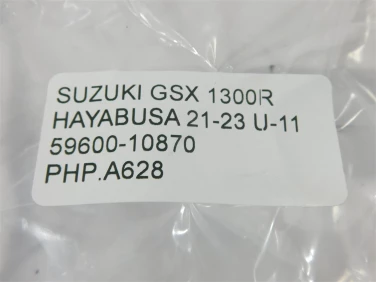 SUZUKI GSX 1300R
HAYABUSA 21-23 U-11
59600-10870
PHP.A628